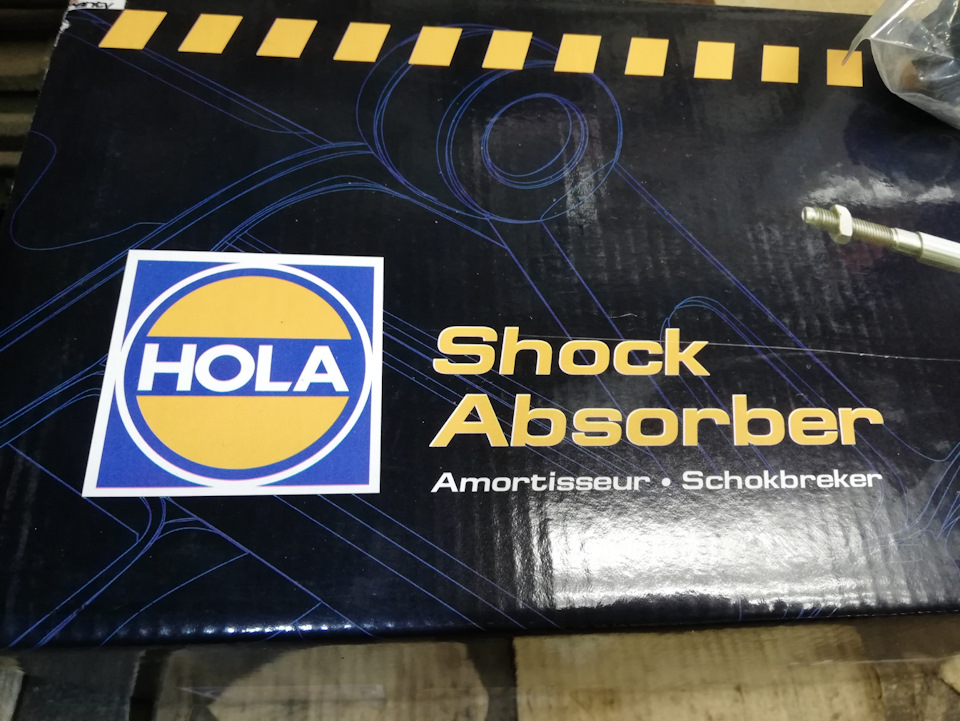 HOLA
Shock
Absorber
Amortisseur • Schokbreker